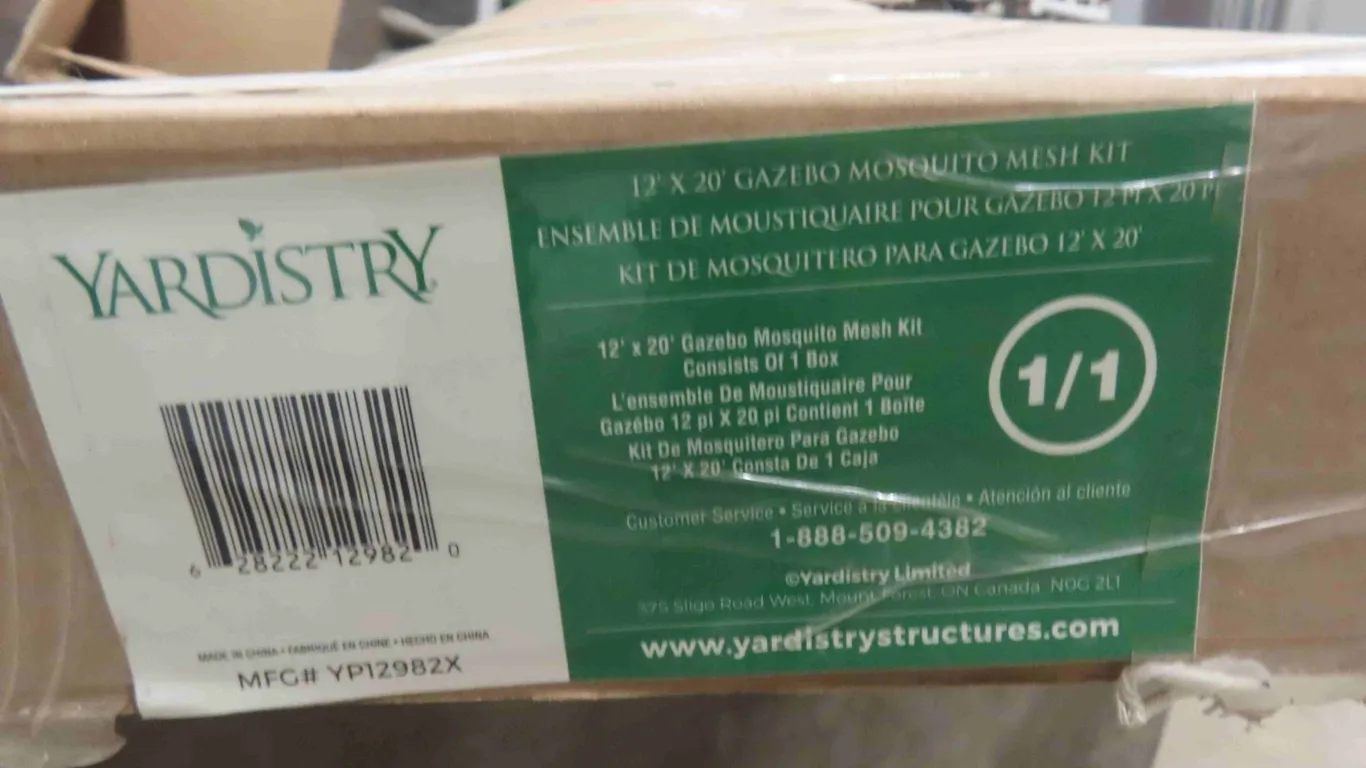 YARDISTRY
6 28222 12982 0
MADE IN CHINA • FABRIQUÉ EN CHINE • HECHO EN CHINA
MFG# YP12982X
12' X 20' GAZEBO MOSQUITO MESH KIT
ENSEMBLE DE MOUSTIQUAIRE POUR GAZEBO 12 PI X 20 PI
KIT DE MOSQUITERO PARA GAZEBO 12' X 20'
12' x 20' Gazebo Mosquito Mesh Kit
Consists Of 1 Box
L'ensemble De Moustiquaire Pour
Gazébo 12 pi X 20 pi Contient 1 Boîte
Kit De Mosquitero Para Gazebo
12' X 20' Consta De 1 Caja
1/1
Customer Service • Service à la clientèle • Atención al cliente
1-888-509-4382
©Yardistry Limited
375 Sligo Road West, Mount Forest, ON Canada N0G 2L1
www.yardistrystructures.com